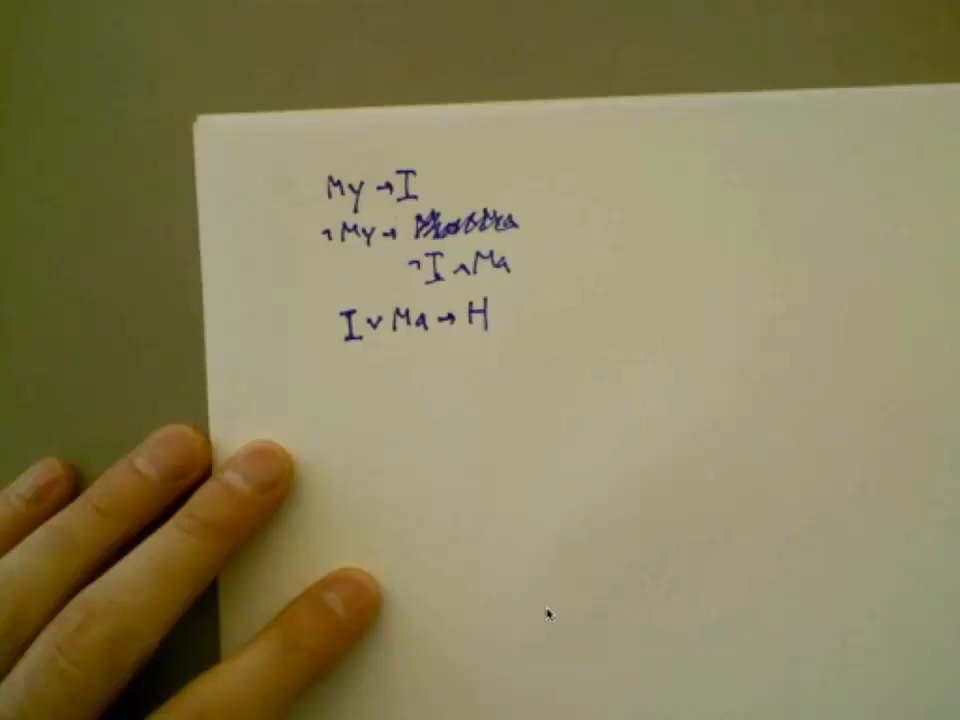 My → I
¬My →
¬I ∧ Ma
I ∨ Ma → H